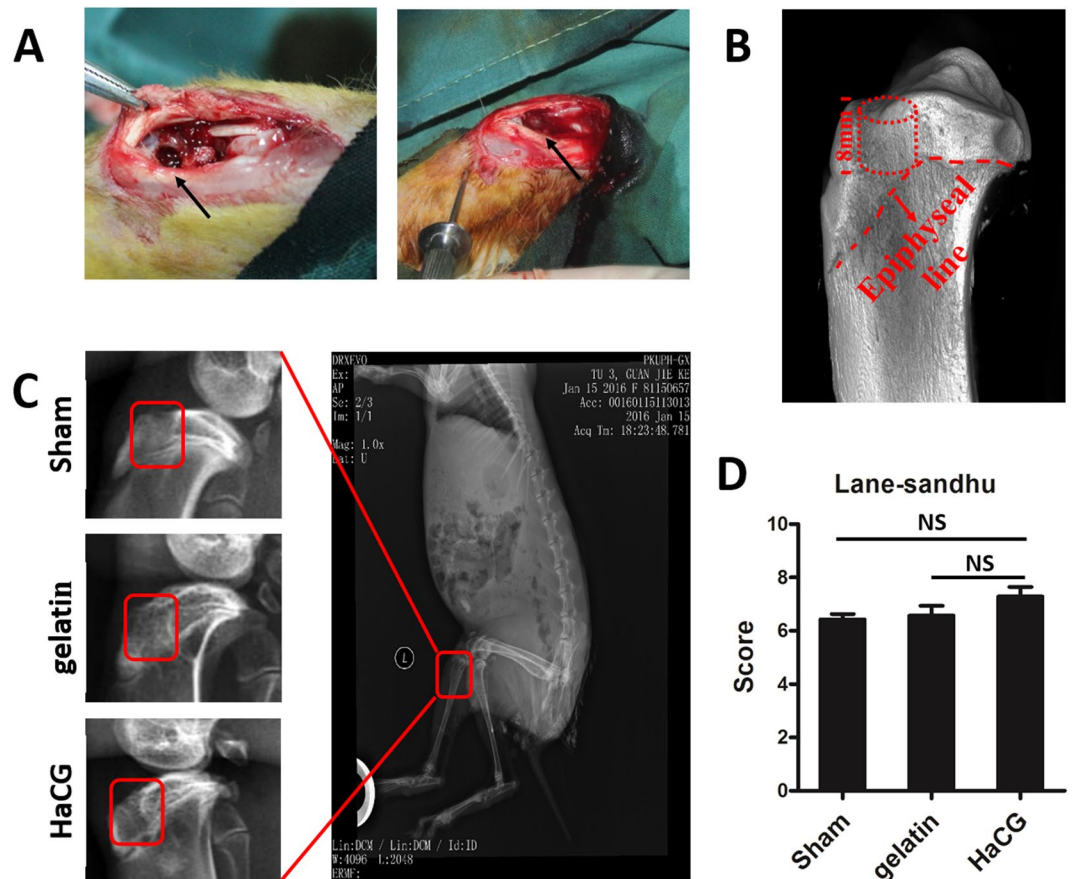 A
B
8mm
Epiphyseal
line
C
Sham
gelatin
HaCG
DRXEVO
Ex:
AP
Se: 2/3
Im: 1/1
Mag: 1.0x
Lat: U
PKUPH-GX
TU 3, GUAN JIE KE
Jan 15 2016 F 81150657
Acc: 00160115113013
2016 Jan 15
Acq Tm: 18:23:48.781
L
Lin:DCM / Lin:DCM / Id:ID
W:4096 L:2048
ERMF:
D
Lane-sandhu
NS
NS
Score
10
8
6
4
2
0
Sham
gelatin
HaCG